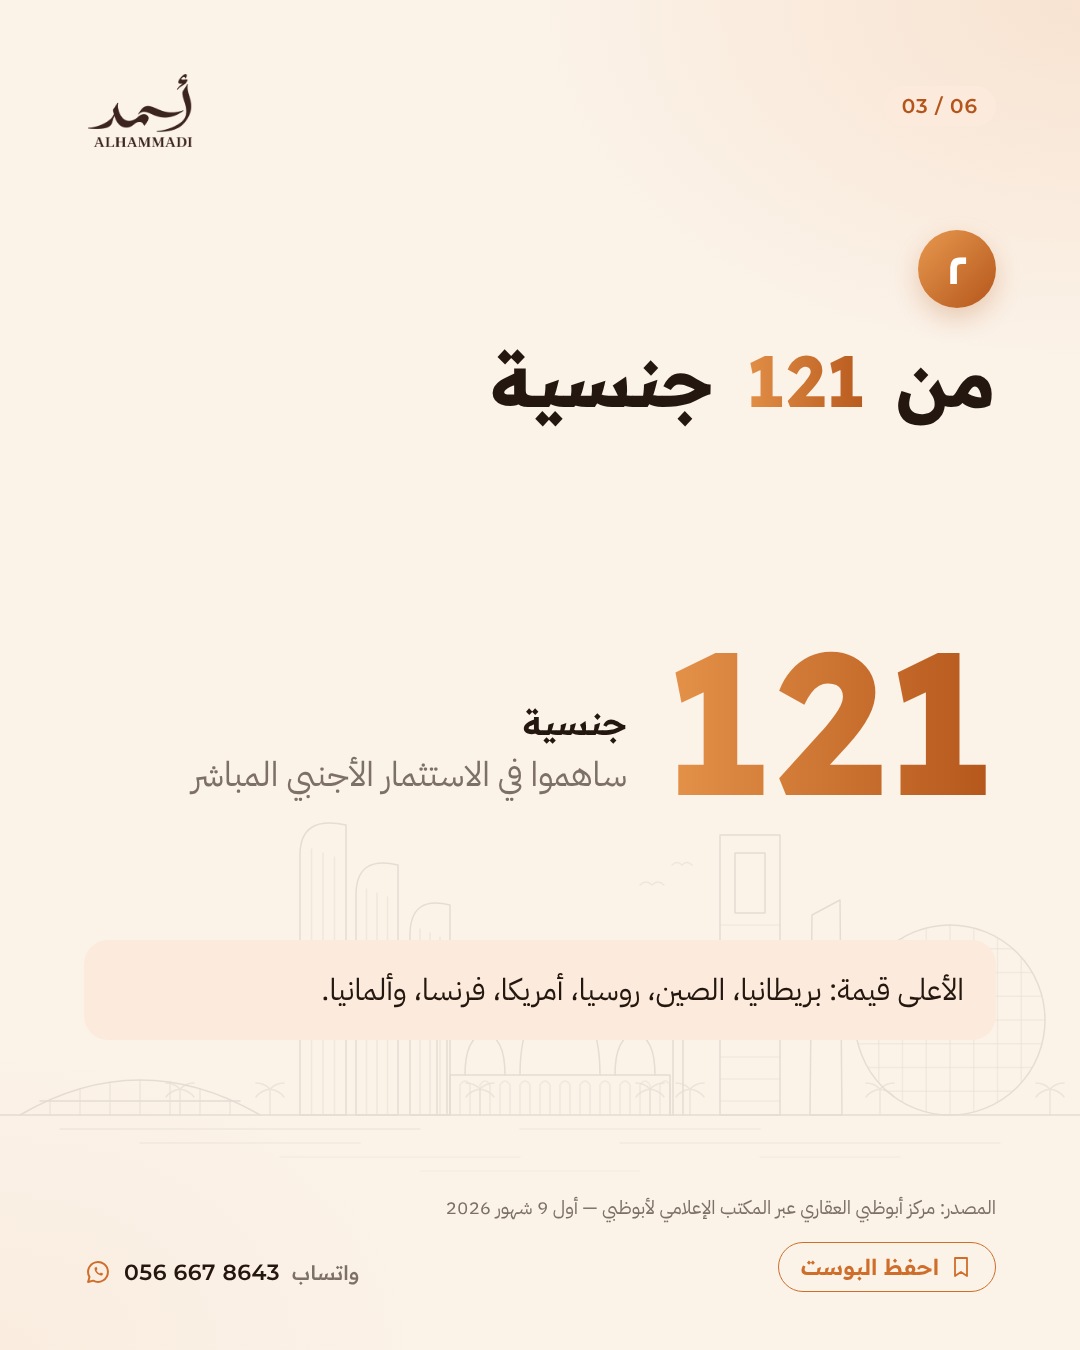 أحمد
ALHAMMADI
03 / 06
٢
من 121 جنسية
121
جنسية
ساهموا في الاستثمار الأجنبي المباشر
الأعلى قيمة: بريطانيا، الصين، روسيا، أمريكا، فرنسا، وألمانيا.
المصدر: مركز أبوظبي العقاري عبر المكتب الإعلامي لأبوظبي — أول 9 شهور 2026
احفظ البوست
واتساب 056 667 8643